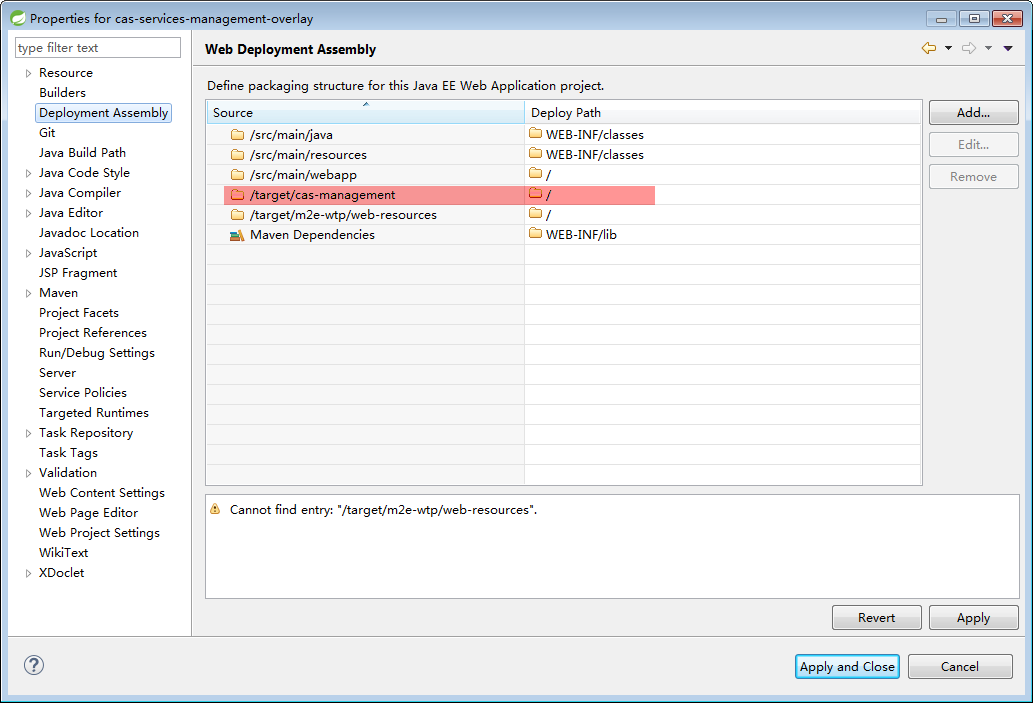 Properties for cas-services-management-overlay
type filter text
Resource
Builders
Deployment Assembly
Git
Java Build Path
Java Code Style
Java Compiler
Java Editor
Javadoc Location
JavaScript
JSP Fragment
Maven
Project Facets
Project References
Run/Debug Settings
Server
Service Policies
Targeted Runtimes
Task Repository
Task Tags
Validation
Web Content Settings
Web Page Editor
Web Project Settings
WikiText
XDoclet
Web Deployment Assembly
Define packaging structure for this Java EE Web Application project.
Source Deploy Path
/src/main/java WEB-INF/classes
/src/main/resources WEB-INF/classes
/src/main/webapp /
/target/cas-management /
/target/m2e-wtp/web-resources /
Maven Dependencies WEB-INF/lib
Add...
Edit...
Remove
Cannot find entry: "/target/m2e-wtp/web-resources".
Revert Apply
? Apply and Close Cancel